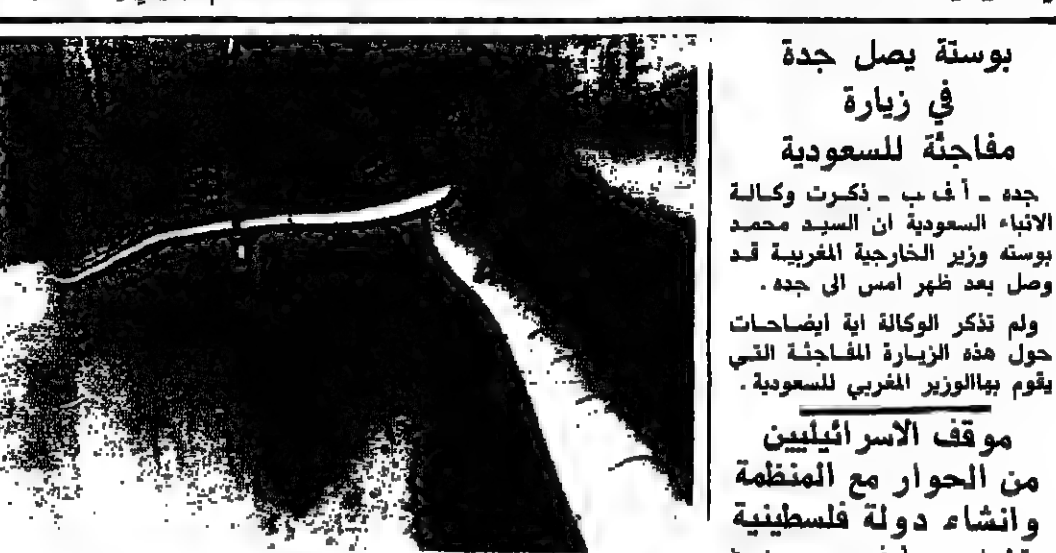 بوستة يصل جدة
في زيارة
مفاجئة للسعودية
جده ـ أ ف ب ـ ذكرت وكالة
الانباء السعودية ان السيد محمد
بوسته وزير الخارجية المغربية قد
وصل بعد ظهر امس الى جده .
ولم تذكر الوكالة اية ايضاحات
حول هذه الزيارة المفاجئة التي
يقوم بهاالوزير المغربي للسعودية .
موقف الاسرائيليين
من الحوار مع المنظمة
وانشاء دولة فلسطينية